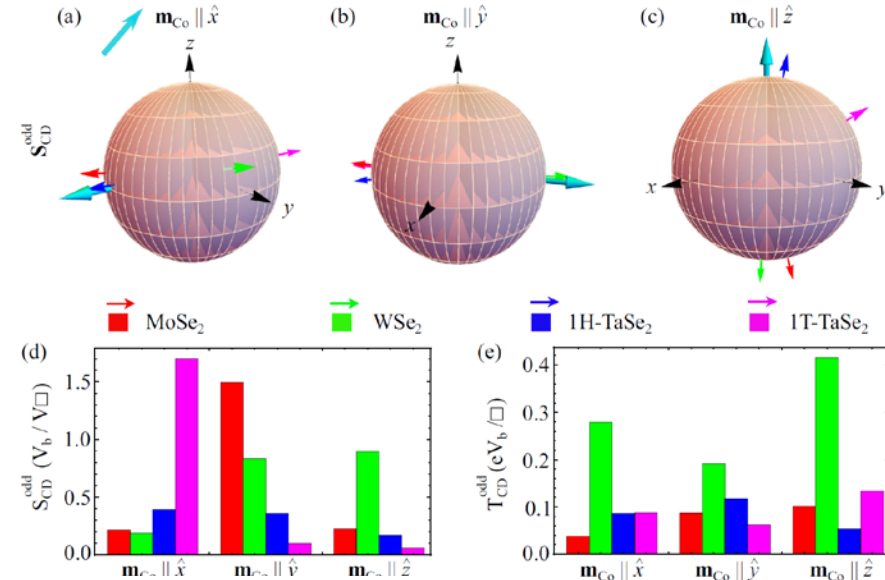 (a) m_Co || x̂ (b) m_Co || ŷ (c) m_Co || ẑ
z z
S_CD^odd
y x x y
MoSe₂ WSe₂ 1H-TaSe₂ 1T-TaSe₂
(d) (e)
S_CD^odd (V_b / V□)
1.5
1.0
0.5
0.0
m_Co || x̂ m_Co || ŷ m_Co || ẑ
T_CD^odd (eV_b /□)
0.4
0.2
0.1
0.0
m_Co || x̂ m_Co || ŷ m_Co || ẑ